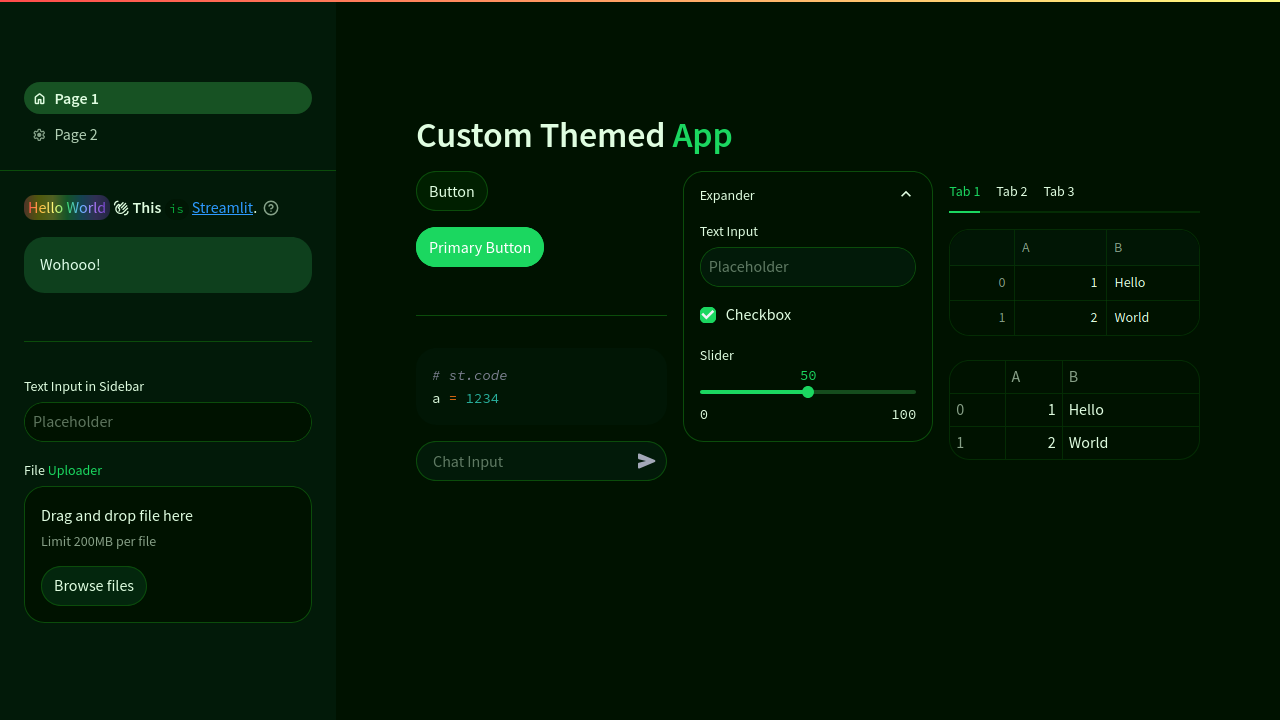 Page 1
Page 2
Hello World This is Streamlit.
Wohooo!
Text Input in Sidebar
Placeholder
File Uploader
Drag and drop file here
Limit 200MB per file
Browse files
Custom Themed App
Button
Primary Button
# st.code
a = 1234
Chat Input
Expander
Text Input
Placeholder
Checkbox
Slider
50
0 100
Tab 1 Tab 2 Tab 3
A B
0 1 Hello
1 2 World
A B
0 1 Hello
1 2 World